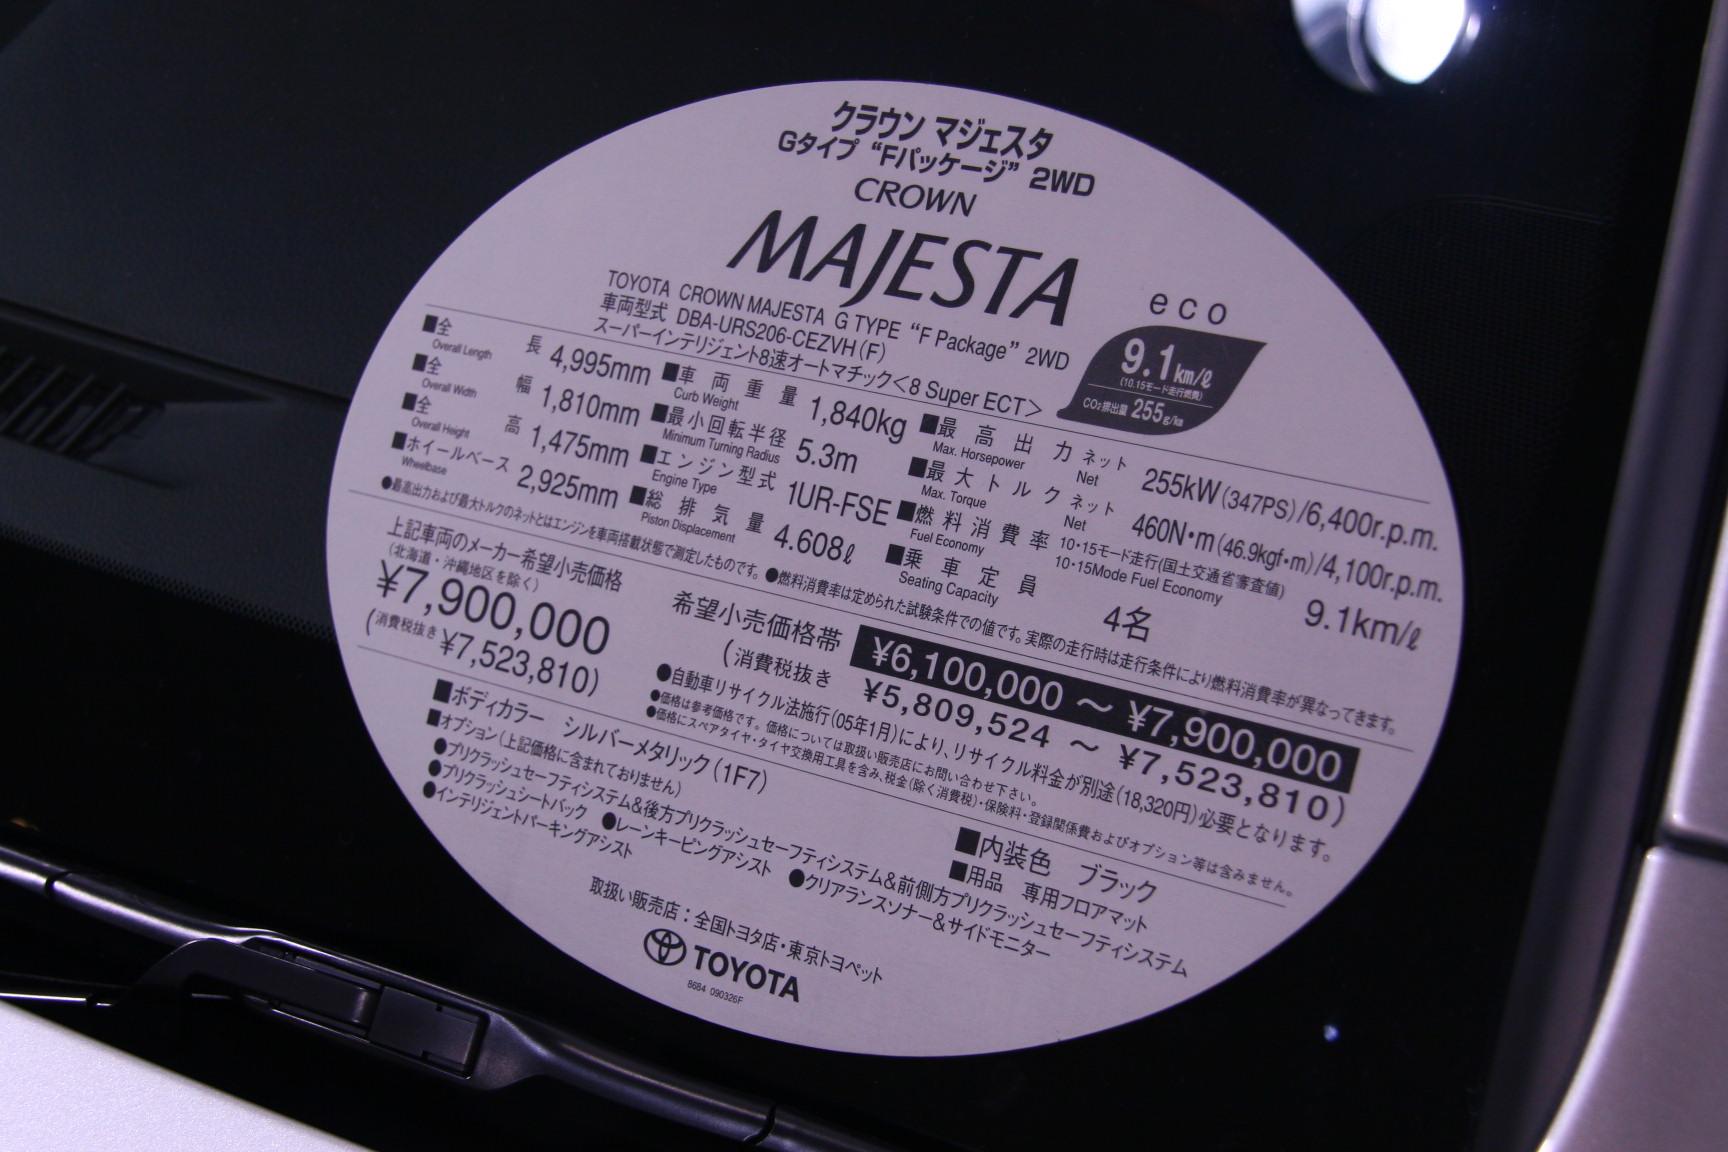 クラウン マジェスタ
Gタイプ “Fパッケージ” 2WD
CROWN
MAJESTA
TOYOTA CROWN MAJESTA G TYPE “F Package” 2WD
車両型式 DBA-URS206-CEZVH(F)
スーパーインテリジェント8速オートマチック<8 Super ECT>
eco
9.1km/ℓ
(10.15モード走行燃費)
CO₂排出量 255g/km
■全長 4,995mm
Overall Length
■全幅 1,810mm
Overall Width
■全高 1,475mm
Overall Height
■ホイールベース 2,925mm
Wheelbase
■車両重量 1,840kg
Curb Weight
■最小回転半径 5.3m
Minimum Turning Radius
■エンジン型式 1UR-FSE
Engine Type
■総排気量 4.608ℓ
Piston Displacement
■最高出力 ネット 255kW(347PS)/6,400r.p.m.
Max. Horsepower Net
■最大トルク ネット 460N・m(46.9kgf・m)/4,100r.p.m.
Max. Torque Net
■燃料消費率 10・15モード走行(国土交通省審査値)
Fuel Economy 10・15Mode Fuel Economy 9.1km/ℓ
■乗車定員 4名
Seating Capacity
●最高出力および最大トルクのネットとはエンジンを車両搭載状態で測定したものです。 ●燃料消費率は定められた試験条件での値です。実際の走行時は走行条件により燃料消費率が異なってきます。
上記車両のメーカー希望小売価格
(北海道・沖縄地区を除く)
¥7,900,000
(消費税抜き ¥7,523,810)
希望小売価格帯 ¥6,100,000 ～ ¥7,900,000
(消費税抜き ¥5,809,524 ～ ¥7,523,810)
●自動車リサイクル法施行(05年1月)により、リサイクル料金が別途(18,320円)必要となります。
●価格は参考価格です。価格については取扱い販売店にお問い合わせ下さい。
●価格にスペアタイヤ・タイヤ交換用工具を含み、税金(除く消費税)・保険料・登録関係費およびオプション等は含みません。
■ボディカラー シルバーメタリック(1F7)
■内装色 ブラック
■オプション(上記価格に含まれておりません)
■用品 専用フロアマット
●プリクラッシュセーフティシステム&後方プリクラッシュセーフティシステム&前側方プリクラッシュセーフティシステム
●プリクラッシュシートバック ●レーンキーピングアシスト ●クリアランスソナー&サイドモニター
●インテリジェントパーキングアシスト
取扱い販売店：全国トヨタ店・東京トヨペット
TOYOTA
8684 090326F